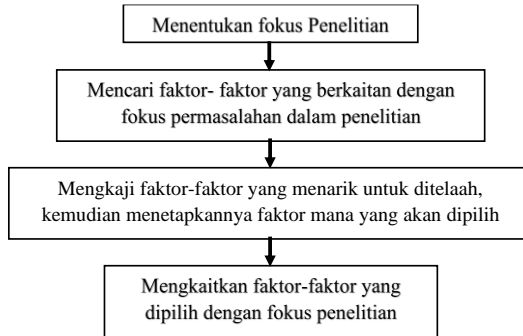 Menentukan fokus Penelitian
Mencari faktor- faktor yang berkaitan dengan
fokus permasalahan dalam penelitian
Mengkaji faktor-faktor yang menarik untuk ditelaah,
kemudian menetapkannya faktor mana yang akan dipilih
Mengkaitkan faktor-faktor yang
dipilih dengan fokus penelitian